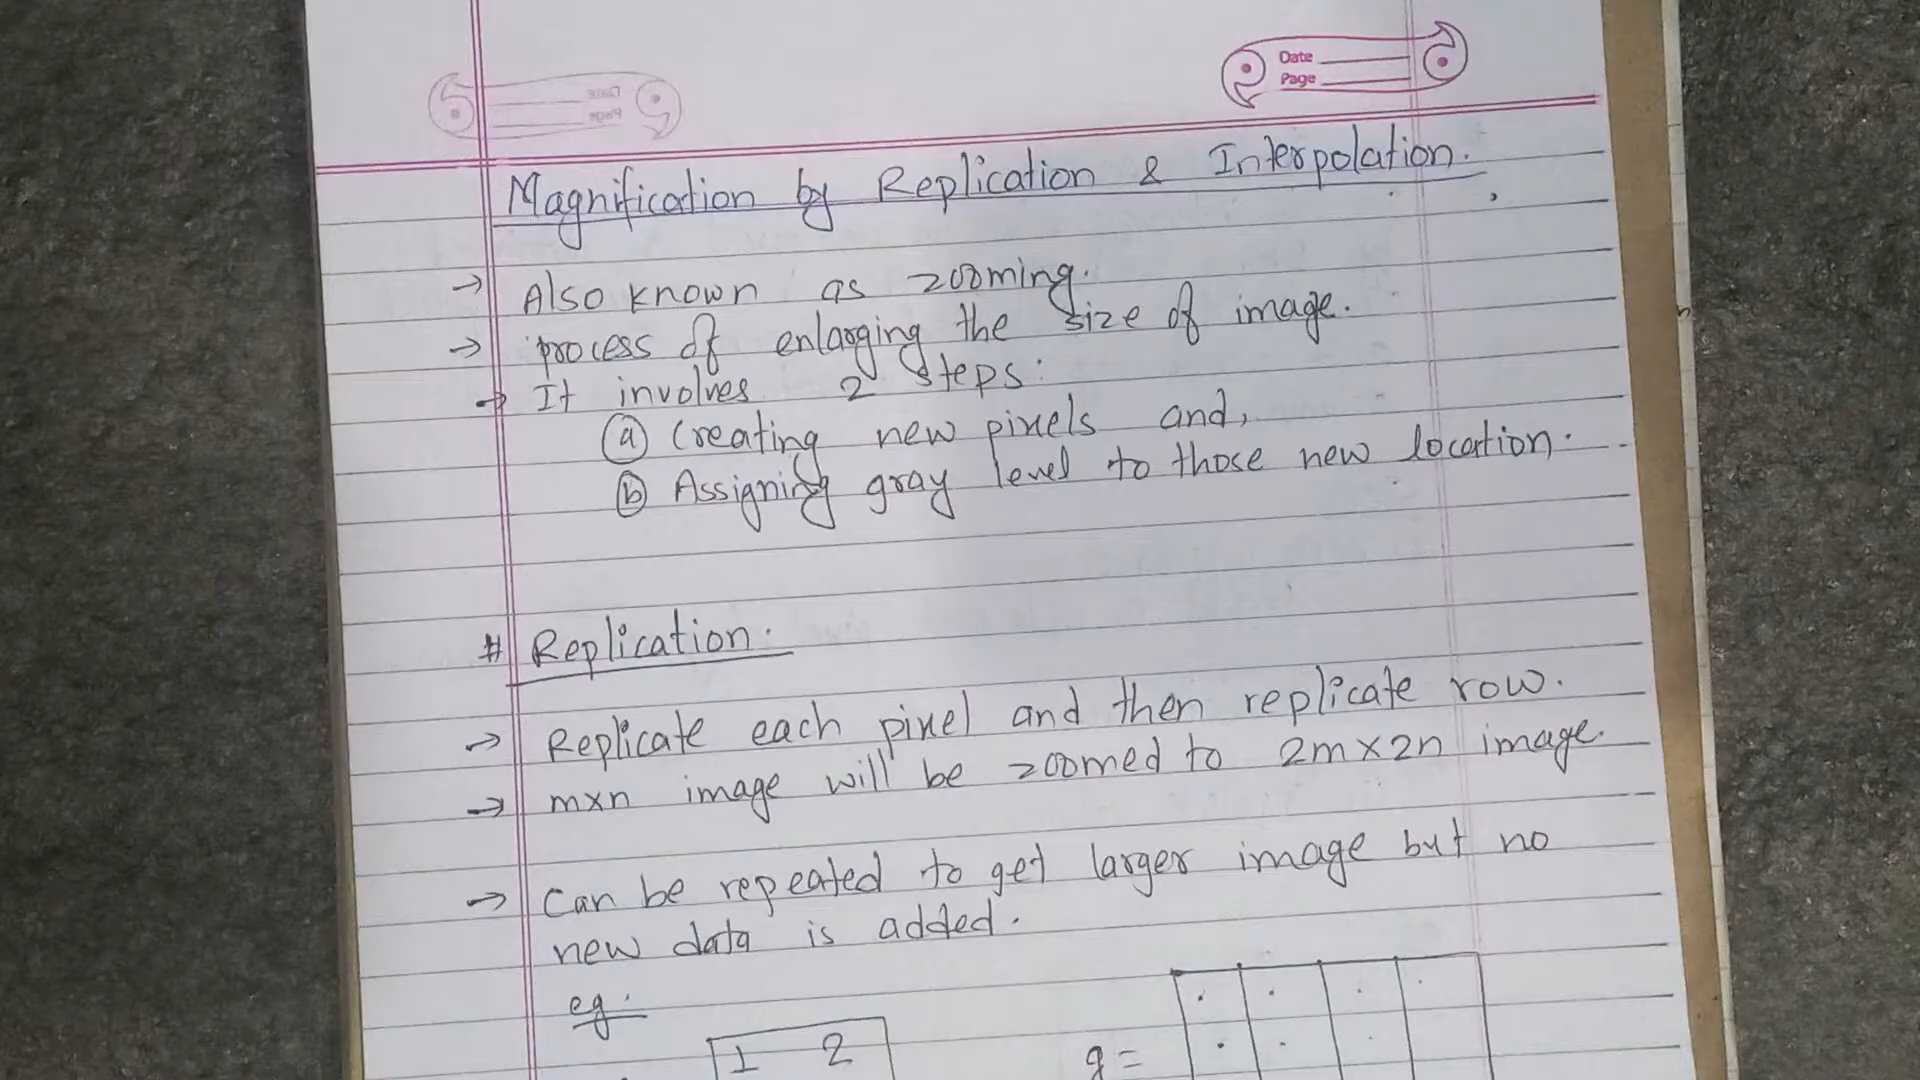 Date
Page
Magnification by Replication & Interpolation.
→ Also known as zooming.
→ process of enlarging the size of image.
→ It involves 2 steps:
(a) Creating new pixels and,
(b) Assigning gray level to those new location.
# Replication.
→ Replicate each pixel and then replicate row.
→ mxn image will be zoomed to 2mx2n image.
→ Can be repeated to get larger image but no
new data is added.
eg.
1 2
g =